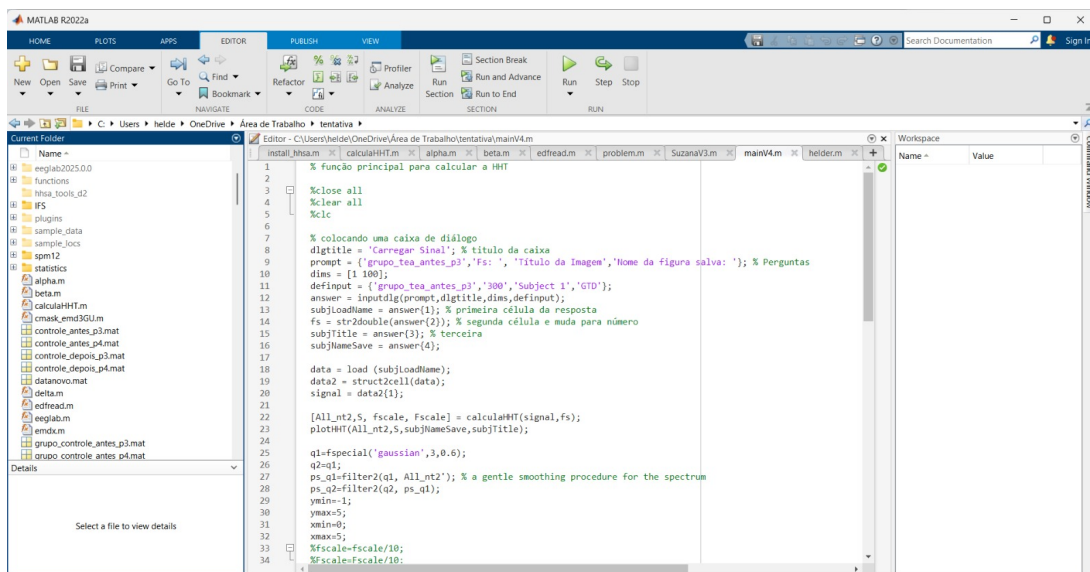 MATLAB R2022a
HOME PLOTS APPS EDITOR PUBLISH VIEW
Search Documentation
Sign In
New Open Save Compare Print
Go To Find Bookmark
Refactor
Profiler Analyze
Run Section
Section Break
Run and Advance
Run to End
Run Step Stop
FILE NAVIGATE CODE ANALYZE SECTION RUN
C: Users helde OneDrive Área de Trabalho tentativa
Current Folder
Name
eeglab2025.0.0
functions
hhsa_tools_d2
IFS
plugins
sample_data
sample_locs
spm12
statistics
alpha.m
beta.m
calculaHHT.m
cmask_emd3GU.m
controle_antes_p3.mat
controle_antes_p4.mat
controle_depois_p3.mat
controle_depois_p4.mat
datanovo.mat
delta.m
edfread.m
eeglab.m
emdx.m
grupo_controle_antes_p3.mat
grupo_controle_antes_p4.mat
Details
Select a file to view details
Editor - C:\Users\helde\OneDrive\Área de Trabalho\tentativa\mainV4.m
install_hhsa.m calculaHHT.m alpha.m beta.m edfread.m problem.m SuzanaV3.m mainV4.m helder.m
1 % função principal para calcular a HHT
2
3 %close all
4 %clear all
5 %clc
6
7 % colocando uma caixa de diálogo
8 dlgtitle = 'Carregar Sinal'; % titulo da caixa
9 prompt = {'grupo_tea_antes_p3','Fs: ', 'Título da Imagem','Nome da figura salva: '}; % Perguntas
10 dims = [1 100];
11 definput = {'grupo_tea_antes_p3','300','Subject 1','GTD'};
12 answer = inputdlg(prompt,dlgtitle,dims,definput);
13 subjLoadName = answer{1}; % primeira célula da resposta
14 fs = str2double(answer{2}); % segunda célula e muda para número
15 subjTitle = answer{3}; % terceira
16 subjNameSave = answer{4};
17
18 data = load (subjLoadName);
19 data2 = struct2cell(data);
20 signal = data2{1};
21
22 [All_nt2,S, fscale, Fscale] = calculaHHT(signal,fs);
23 plotHHT(All_nt2,S,subjNameSave,subjTitle);
24
25 q1=fspecial('gaussian',3,0.6);
26 q2=q1;
27 ps_q1=filter2(q1, All_nt2'); % a gentle smoothing procedure for the spectrum
28 ps_q2=filter2(q2, ps_q1);
29 ymin=-1;
30 ymax=5;
31 xmin=0;
32 xmax=5;
33 %fscale=fscale/10;
34 %Fscale=Fscale/10;
Workspace
Name Value
Command Window